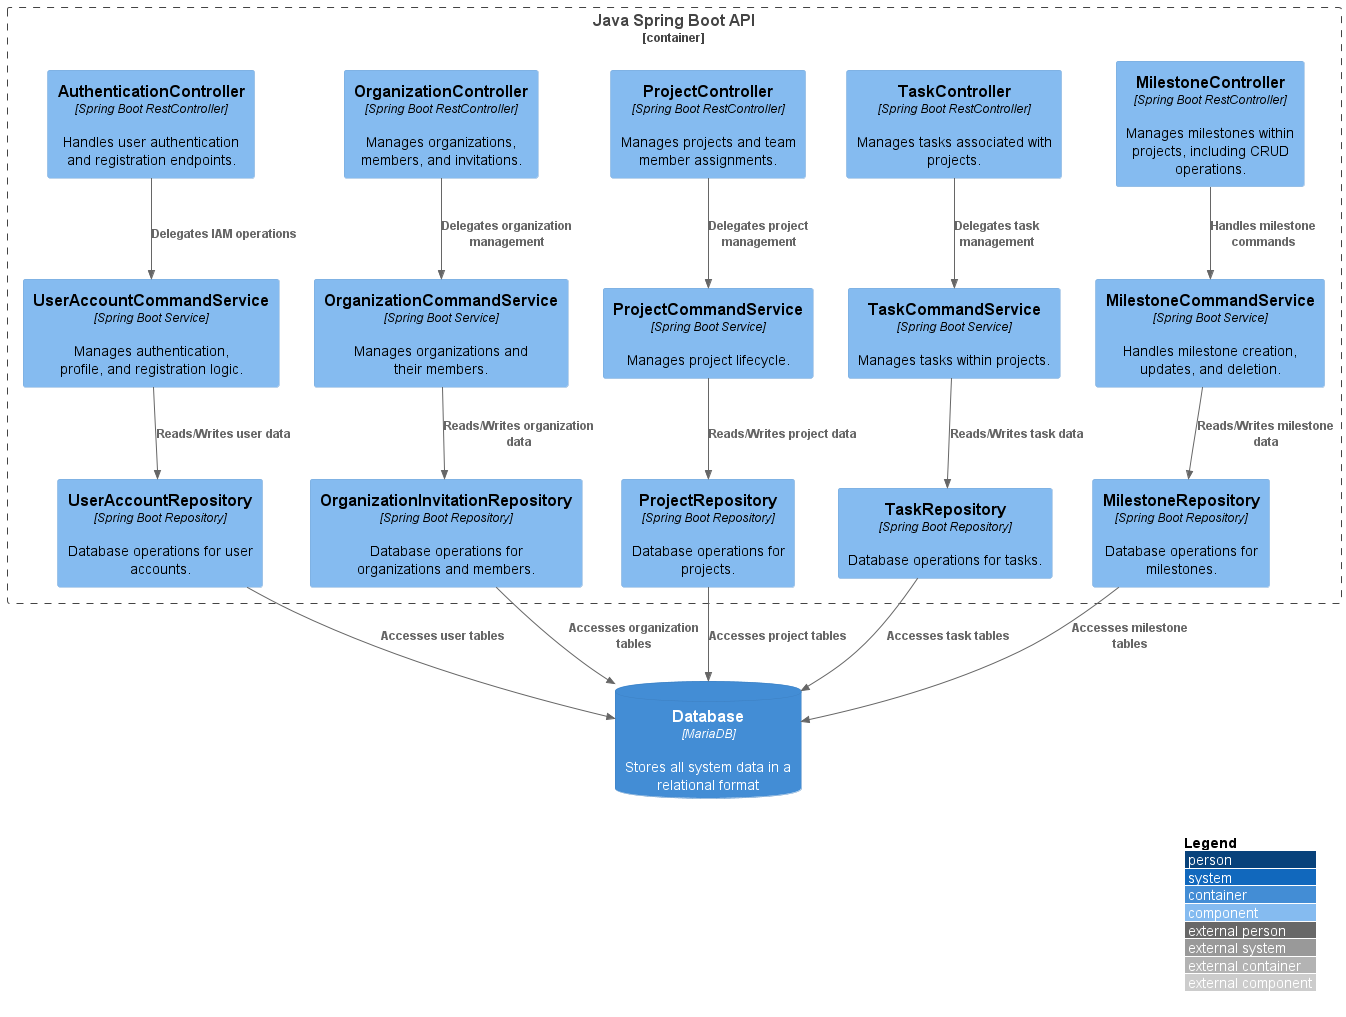 Java Spring Boot API
[container]
AuthenticationController
[Spring Boot RestController]
Handles user authentication
and registration endpoints.
OrganizationController
[Spring Boot RestController]
Manages organizations,
members, and invitations.
ProjectController
[Spring Boot RestController]
Manages projects and team
member assignments.
TaskController
[Spring Boot RestController]
Manages tasks associated with
projects.
MilestoneController
[Spring Boot RestController]
Manages milestones within
projects, including CRUD
operations.
Delegates IAM operations
Delegates organization
management
Delegates project
management
Delegates task
management
Handles milestone
commands
UserAccountCommandService
[Spring Boot Service]
Manages authentication,
profile, and registration logic.
OrganizationCommandService
[Spring Boot Service]
Manages organizations and
their members.
ProjectCommandService
[Spring Boot Service]
Manages project lifecycle.
TaskCommandService
[Spring Boot Service]
Manages tasks within projects.
MilestoneCommandService
[Spring Boot Service]
Handles milestone creation,
updates, and deletion.
Reads/Writes user data
Reads/Writes organization
data
Reads/Writes project data
Reads/Writes task data
Reads/Writes milestone
data
UserAccountRepository
[Spring Boot Repository]
Database operations for user
accounts.
OrganizationInvitationRepository
[Spring Boot Repository]
Database operations for
organizations and members.
ProjectRepository
[Spring Boot Repository]
Database operations for
projects.
TaskRepository
[Spring Boot Repository]
Database operations for tasks.
MilestoneRepository
[Spring Boot Repository]
Database operations for
milestones.
Accesses user tables
Accesses organization
tables
Accesses project tables
Accesses task tables
Accesses milestone
tables
Database
[MariaDB]
Stores all system data in a
relational format
Legend
person
system
container
component
external person
external system
external container
external component